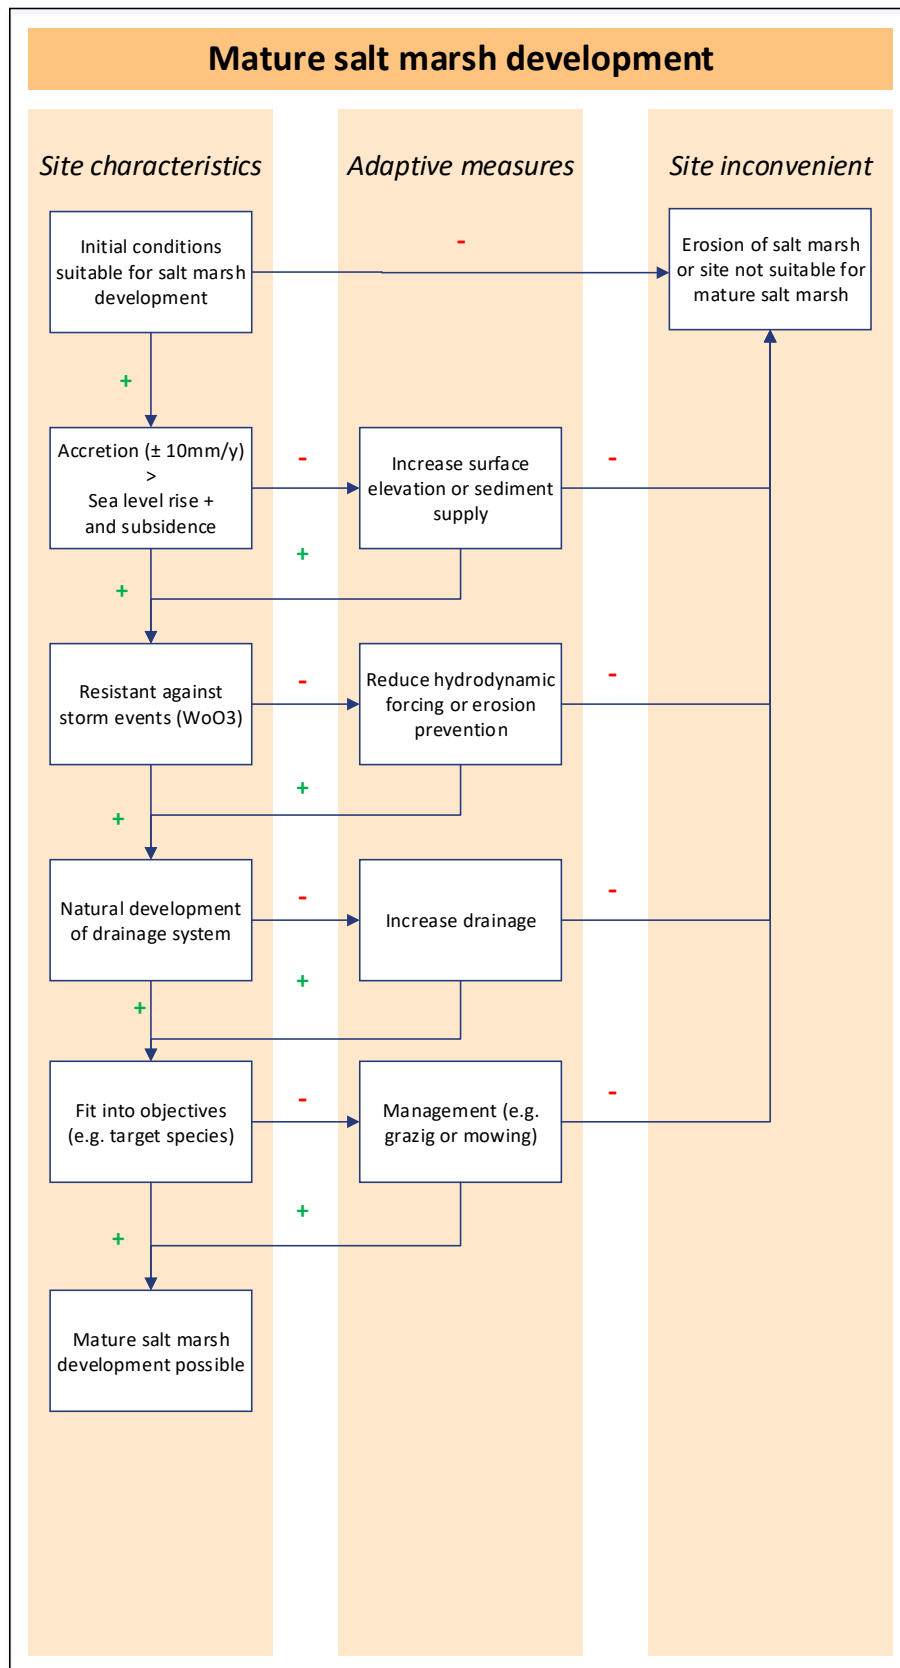 Mature salt marsh development
Site characteristics
Adaptive measures
Site inconvenient
Initial conditions
suitable for salt marsh
development
-
Erosion of salt marsh
or site not suitable for
mature salt marsh
+
Accretion (± 10mm/y)
>
Sea level rise +
and subsidence
-
Increase surface
elevation or sediment
supply
-
+
+
Resistant against
storm events (WoO3)
-
Reduce hydrodynamic
forcing or erosion
prevention
-
+
+
Natural development
of drainage system
-
Increase drainage
-
+
+
Fit into objectives
(e.g. target species)
-
Management (e.g.
grazig or mowing)
-
+
+
Mature salt marsh
development possible